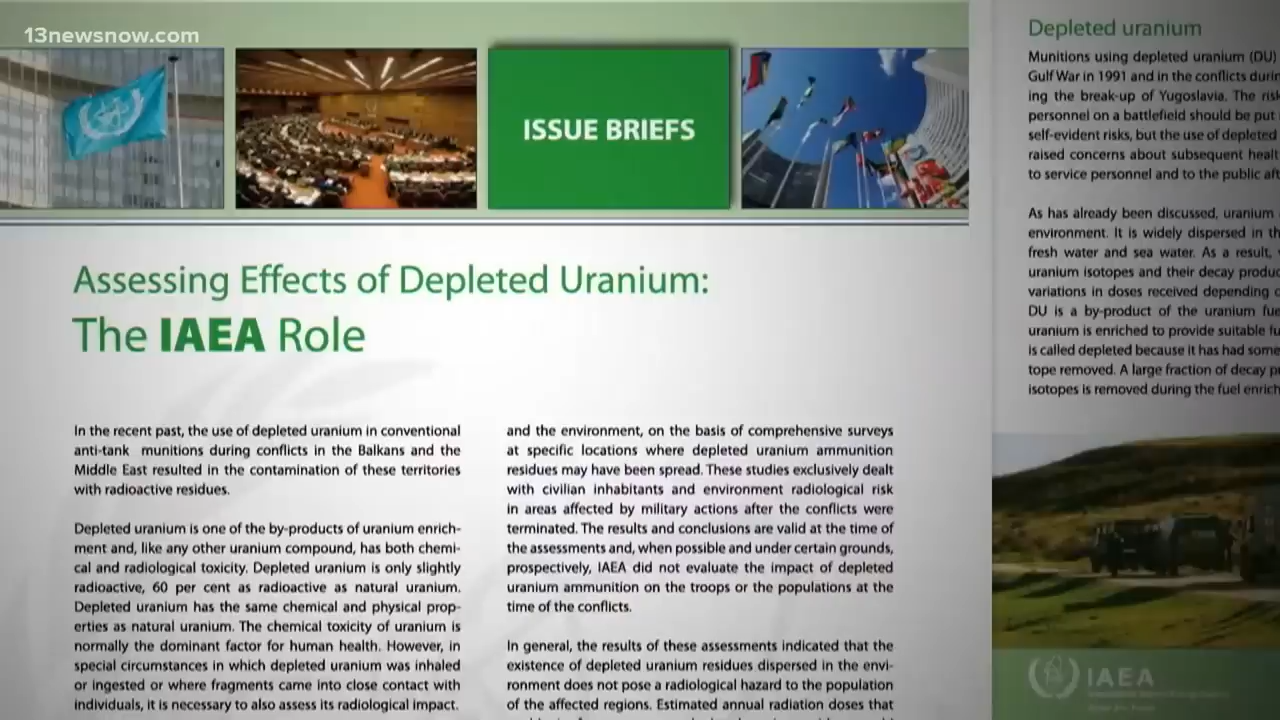 13newsnow.com
ISSUE BRIEFS
Assessing Effects of Depleted Uranium:
The IAEA Role
In the recent past, the use of depleted uranium in conventional
anti-tank munitions during conflicts in the Balkans and the
Middle East resulted in the contamination of these territories
with radioactive residues.
Depleted uranium is one of the by-products of uranium enrich-
ment and, like any other uranium compound, has both chemi-
cal and radiological toxicity. Depleted uranium is only slightly
radioactive, 60 per cent as radioactive as natural uranium.
Depleted uranium has the same chemical and physical prop-
erties as natural uranium. The chemical toxicity of uranium is
normally the dominant factor for human health. However, in
special circumstances in which depleted uranium was inhaled
or ingested or where fragments came into close contact with
individuals, it is necessary to also assess its radiological impact.
and the environment, on the basis of comprehensive surveys
at specific locations where depleted uranium ammunition
residues may have been spread. These studies exclusively dealt
with civilian inhabitants and environment radiological risk
in areas affected by military actions after the conflicts were
terminated. The results and conclusions are valid at the time of
the assessments and, when possible and under certain grounds,
prospectively, IAEA did not evaluate the impact of depleted
uranium ammunition on the troops or the populations at the
time of the conflicts.
In general, the results of these assessments indicated that the
existence of depleted uranium residues dispersed in the envi-
ronment does not pose a radiological hazard to the population
of the affected regions. Estimated annual radiation doses that
Depleted uranium
Munitions using depleted uranium (DU)
Gulf War in 1991 and in the conflicts durin
ing the break-up of Yugoslavia. The risk
personnel on a battlefield should be put
self-evident risks, but the use of depleted
raised concerns about subsequent healt
to service personnel and to the public aft
As has already been discussed, uranium
environment. It is widely dispersed in th
fresh water and sea water. As a result,
uranium isotopes and their decay produc
variations in doses received depending
DU is a by-product of the uranium fue
uranium is enriched to provide suitable fu
is called depleted because it has had some
tope removed. A large fraction of decay p
isotopes is removed during the fuel enrich
IAEA